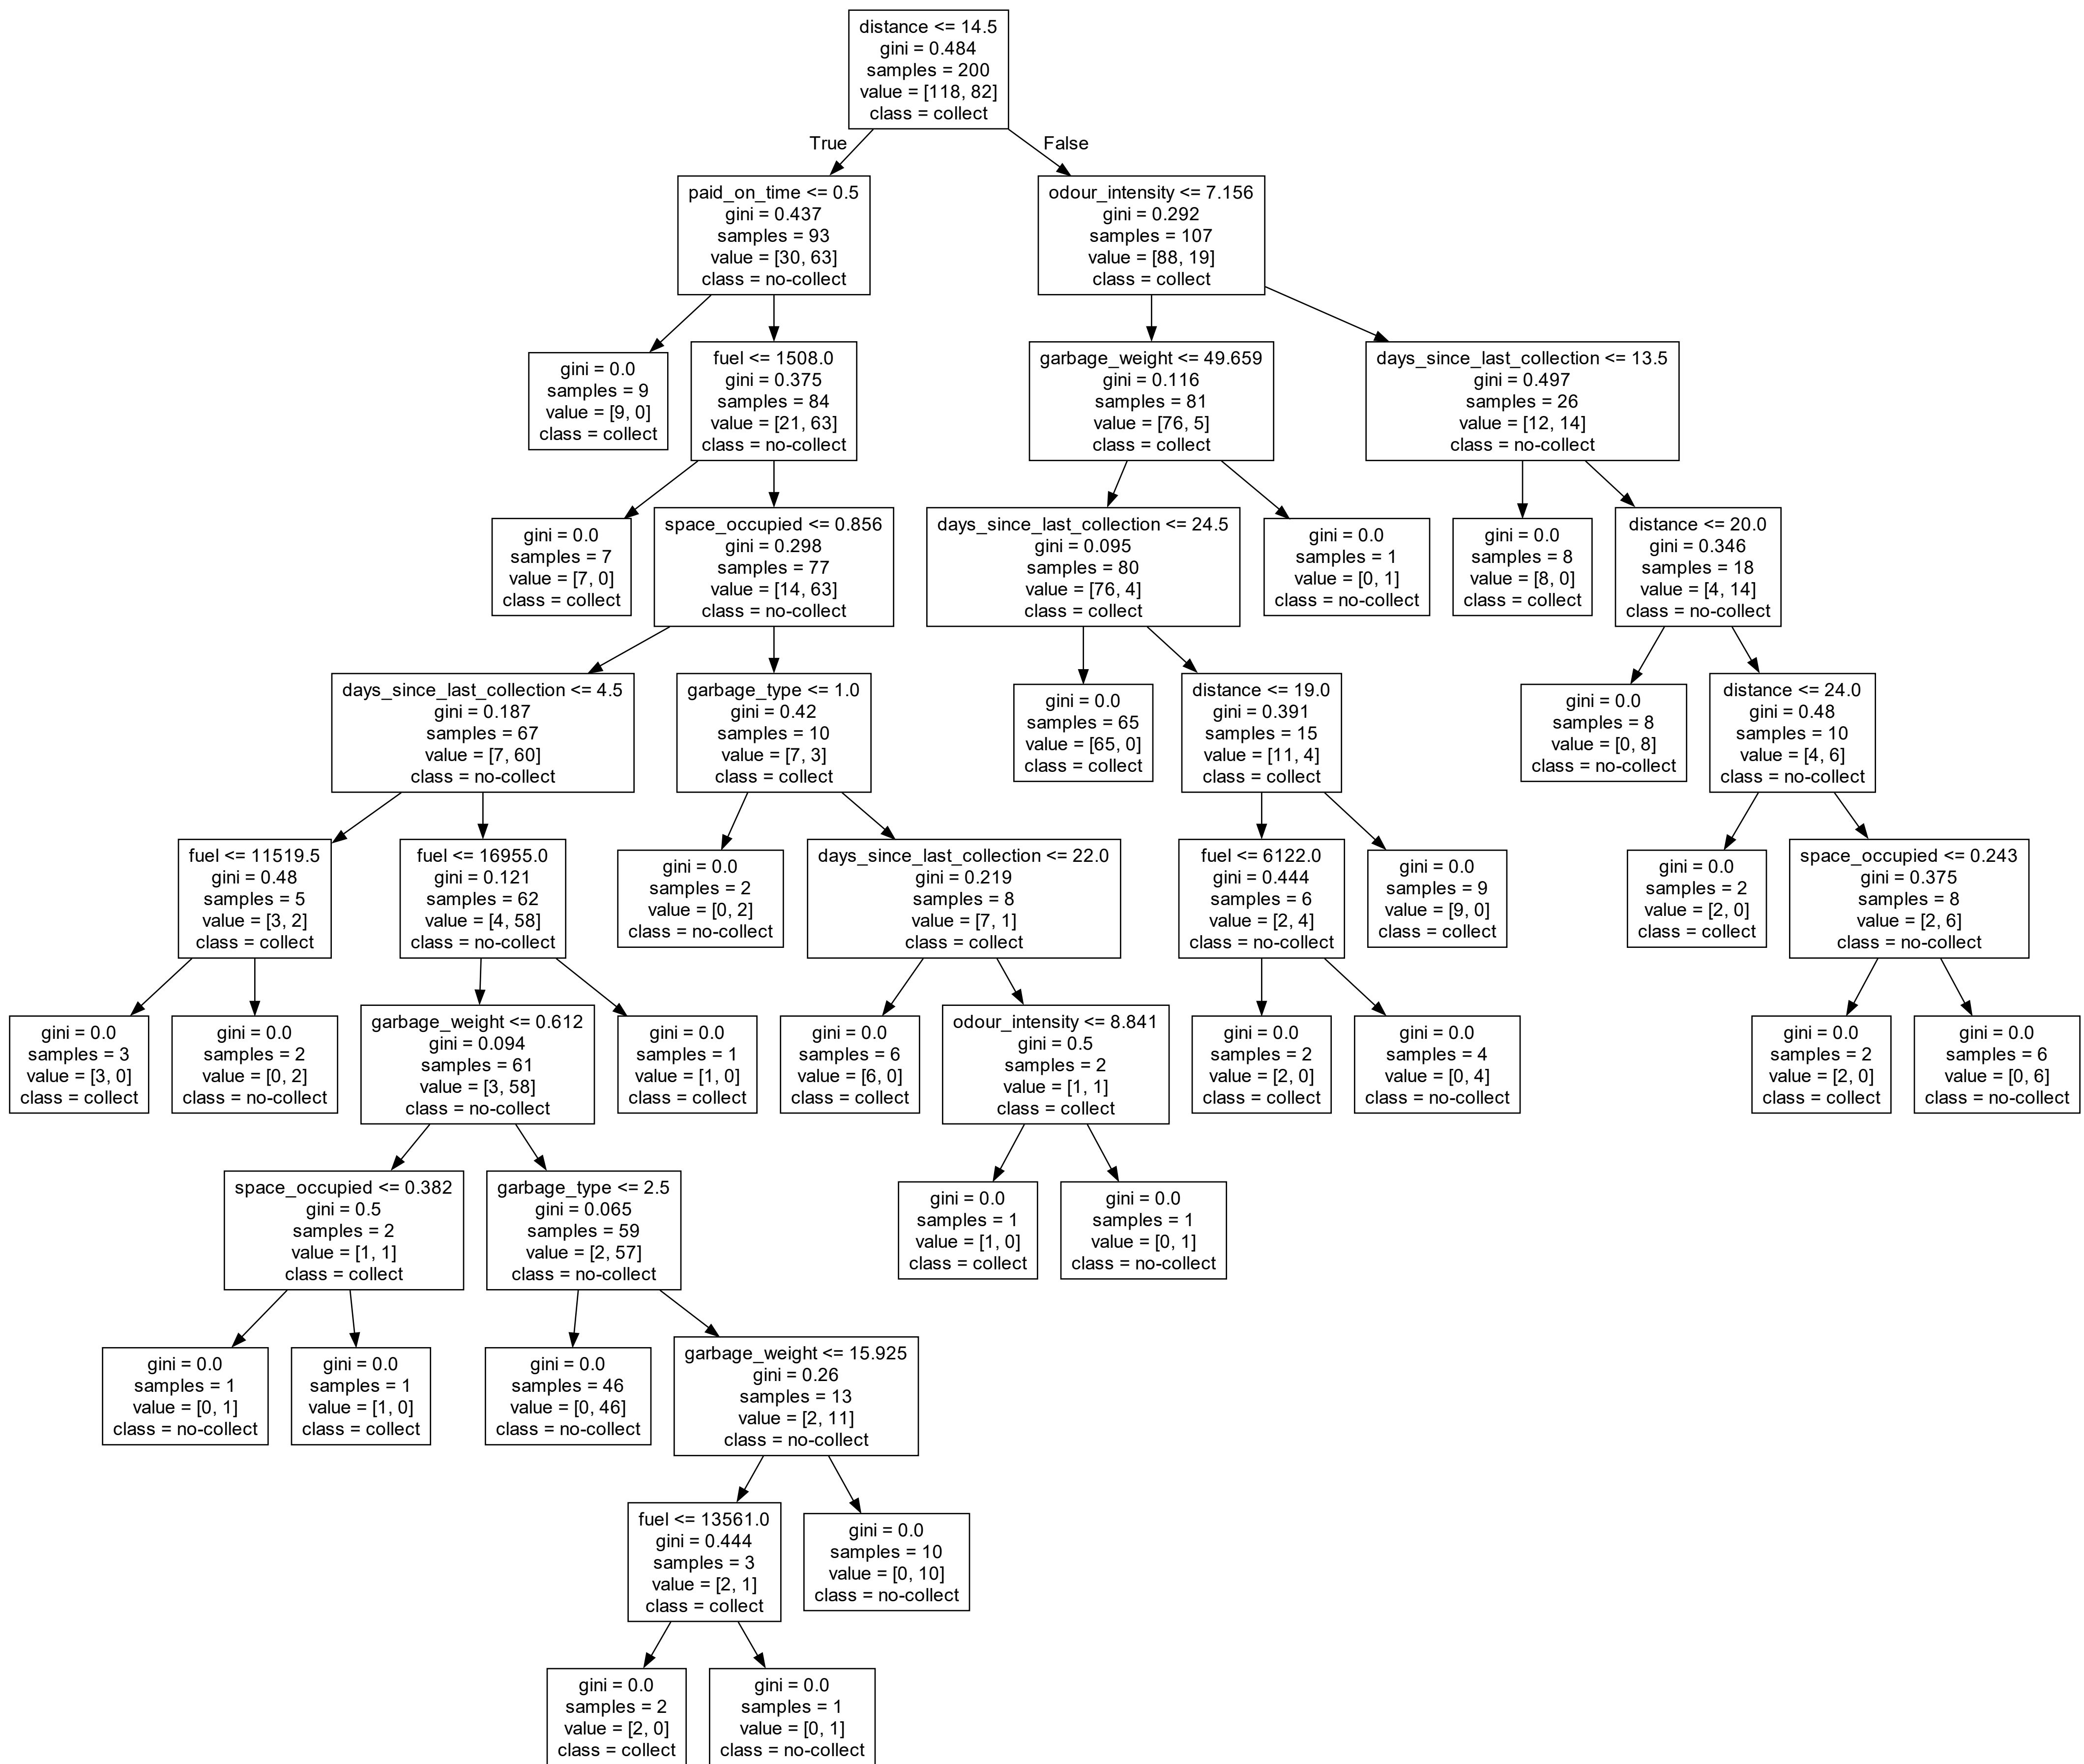 distance <= 14.5
gini = 0.484
samples = 200
value = [118, 82]
class = collect
True
False
paid_on_time <= 0.5
gini = 0.437
samples = 93
value = [30, 63]
class = no-collect
odour_intensity <= 7.156
gini = 0.292
samples = 107
value = [88, 19]
class = collect
gini = 0.0
samples = 9
value = [9, 0]
class = collect
fuel <= 1508.0
gini = 0.375
samples = 84
value = [21, 63]
class = no-collect
garbage_weight <= 49.659
gini = 0.116
samples = 81
value = [76, 5]
class = collect
days_since_last_collection <= 13.5
gini = 0.497
samples = 26
value = [12, 14]
class = no-collect
gini = 0.0
samples = 7
value = [7, 0]
class = collect
space_occupied <= 0.856
gini = 0.298
samples = 77
value = [14, 63]
class = no-collect
days_since_last_collection <= 24.5
gini = 0.095
samples = 80
value = [76, 4]
class = collect
gini = 0.0
samples = 1
value = [0, 1]
class = no-collect
gini = 0.0
samples = 8
value = [8, 0]
class = collect
distance <= 20.0
gini = 0.346
samples = 18
value = [4, 14]
class = no-collect
days_since_last_collection <= 4.5
gini = 0.187
samples = 67
value = [7, 60]
class = no-collect
garbage_type <= 1.0
gini = 0.42
samples = 10
value = [7, 3]
class = collect
gini = 0.0
samples = 65
value = [65, 0]
class = collect
distance <= 19.0
gini = 0.391
samples = 15
value = [11, 4]
class = collect
gini = 0.0
samples = 8
value = [0, 8]
class = no-collect
distance <= 24.0
gini = 0.48
samples = 10
value = [4, 6]
class = no-collect
fuel <= 11519.5
gini = 0.48
samples = 5
value = [3, 2]
class = collect
fuel <= 16955.0
gini = 0.121
samples = 62
value = [4, 58]
class = no-collect
gini = 0.0
samples = 2
value = [0, 2]
class = no-collect
days_since_last_collection <= 22.0
gini = 0.219
samples = 8
value = [7, 1]
class = collect
fuel <= 6122.0
gini = 0.444
samples = 6
value = [2, 4]
class = no-collect
gini = 0.0
samples = 9
value = [9, 0]
class = collect
gini = 0.0
samples = 2
value = [2, 0]
class = collect
space_occupied <= 0.243
gini = 0.375
samples = 8
value = [2, 6]
class = no-collect
gini = 0.0
samples = 3
value = [3, 0]
class = collect
gini = 0.0
samples = 2
value = [0, 2]
class = no-collect
garbage_weight <= 0.612
gini = 0.094
samples = 61
value = [3, 58]
class = no-collect
gini = 0.0
samples = 1
value = [1, 0]
class = collect
gini = 0.0
samples = 6
value = [6, 0]
class = collect
odour_intensity <= 8.841
gini = 0.5
samples = 2
value = [1, 1]
class = collect
gini = 0.0
samples = 2
value = [2, 0]
class = collect
gini = 0.0
samples = 4
value = [0, 4]
class = no-collect
gini = 0.0
samples = 2
value = [2, 0]
class = collect
gini = 0.0
samples = 6
value = [0, 6]
class = no-collect
space_occupied <= 0.382
gini = 0.5
samples = 2
value = [1, 1]
class = collect
garbage_type <= 2.5
gini = 0.065
samples = 59
value = [2, 57]
class = no-collect
gini = 0.0
samples = 1
value = [1, 0]
class = collect
gini = 0.0
samples = 1
value = [0, 1]
class = no-collect
gini = 0.0
samples = 1
value = [0, 1]
class = no-collect
gini = 0.0
samples = 1
value = [1, 0]
class = collect
gini = 0.0
samples = 46
value = [0, 46]
class = no-collect
garbage_weight <= 15.925
gini = 0.26
samples = 13
value = [2, 11]
class = no-collect
fuel <= 13561.0
gini = 0.444
samples = 3
value = [2, 1]
class = collect
gini = 0.0
samples = 10
value = [0, 10]
class = no-collect
gini = 0.0
samples = 2
value = [2, 0]
class = collect
gini = 0.0
samples = 1
value = [0, 1]
class = no-collect